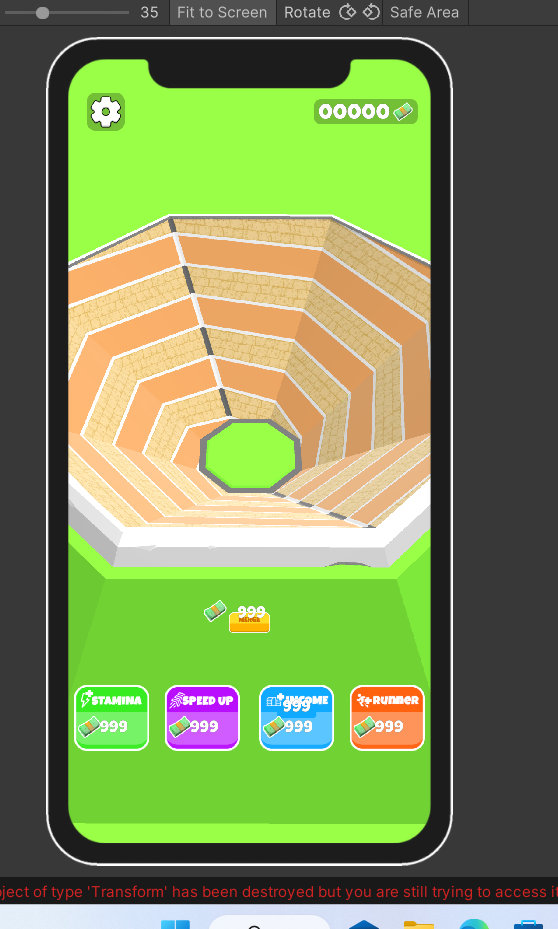 35 Fit to Screen Rotate Safe Area
00000
999
MERGE
STAMINA SPEED UP INCOME RUNNER
999
999 999 999 999
bject of type 'Transform' has been destroyed but you are still trying to access it